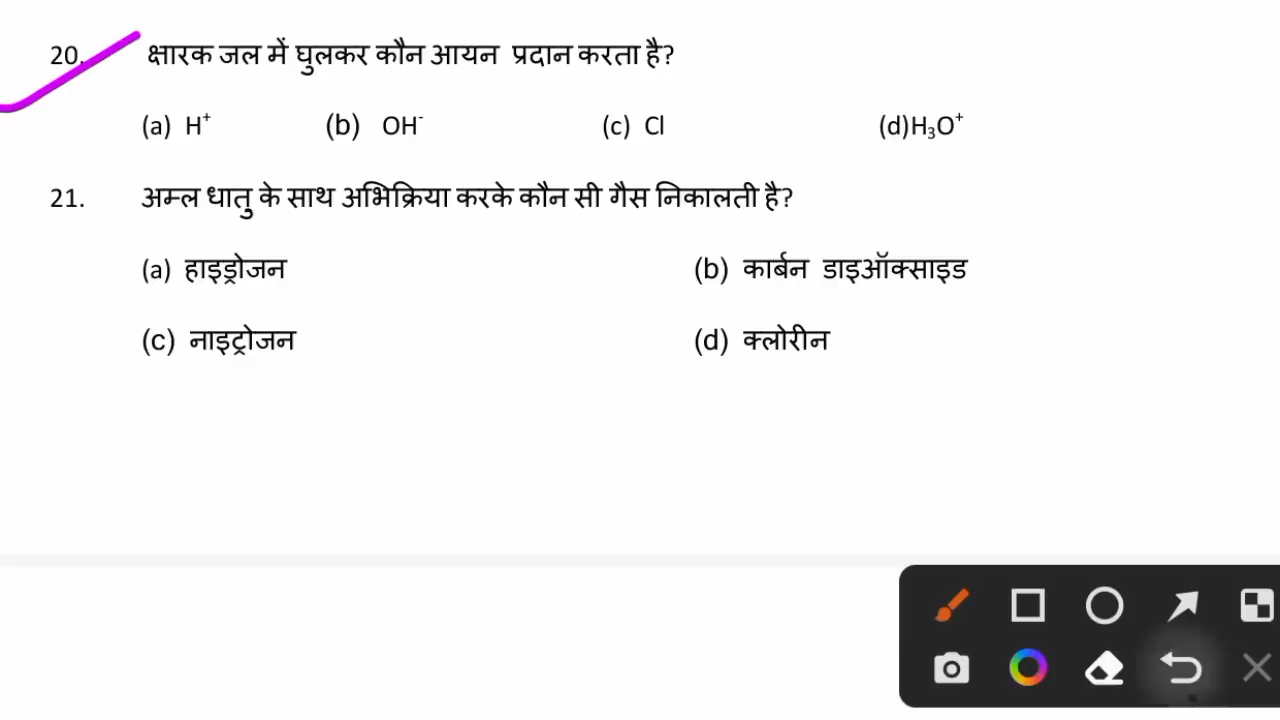 20. क्षारक जल में घुलकर कौन आयन प्रदान करता है?
(a) H⁺ (b) OH⁻ (c) Cl (d)H₃O⁺
21. अम्ल धातु के साथ अभिक्रिया करके कौन सी गैस निकालती है?
(a) हाइड्रोजन (b) कार्बन डाइऑक्साइड
(c) नाइट्रोजन (d) क्लोरीन